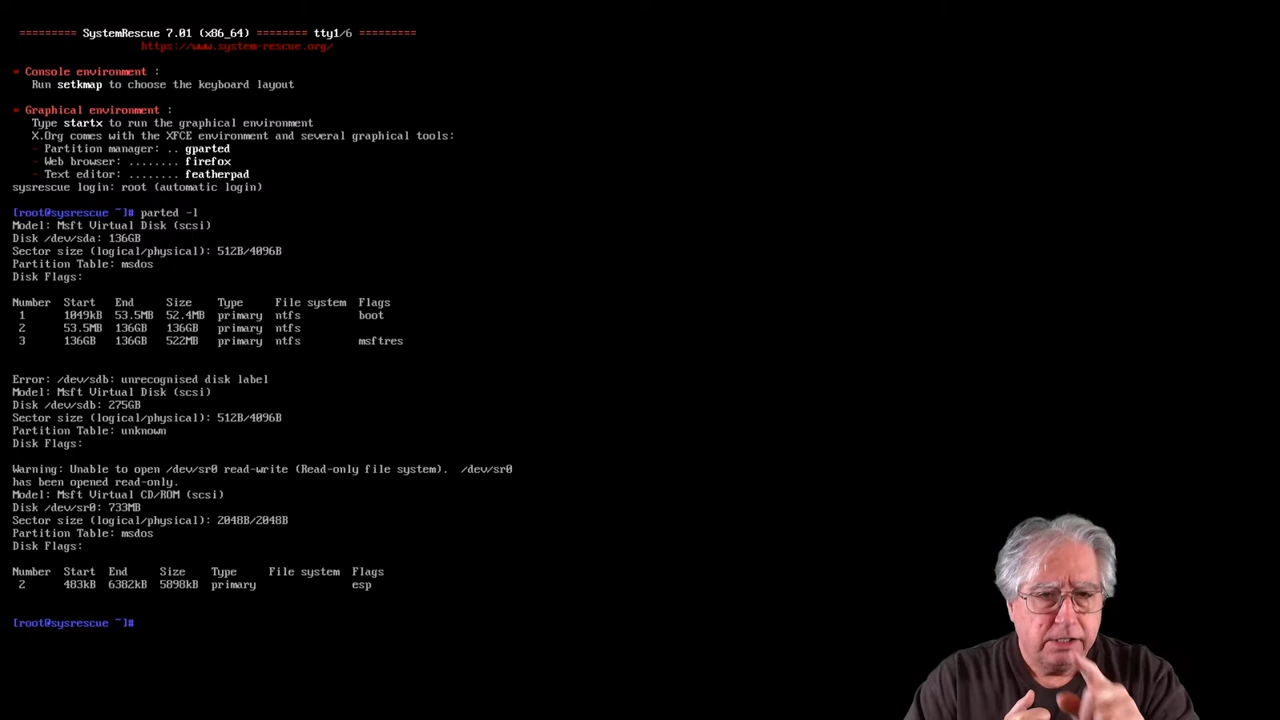 ========= SystemRescue 7.01 (x86_64) ======== tty1/6 =========
https://www.system-rescue.org/
* Console environment :
Run setkmap to choose the keyboard layout
* Graphical environment :
Type startx to run the graphical environment
X.Org comes with the XFCE environment and several graphical tools:
- Partition manager: .. gparted
- Web browser: ........ firefox
- Text editor: ........ featherpad
sysrescue login: root (automatic login)
[root@sysrescue ~]# parted -l
Model: Msft Virtual Disk (scsi)
Disk /dev/sda: 136GB
Sector size (logical/physical): 512B/4096B
Partition Table: msdos
Disk Flags:
Number Start End Size Type File system Flags
1 1049kB 53.5MB 52.4MB primary ntfs boot
2 53.5MB 136GB 136GB primary ntfs
3 136GB 136GB 522MB primary ntfs msftres
Error: /dev/sdb: unrecognised disk label
Model: Msft Virtual Disk (scsi)
Disk /dev/sdb: 275GB
Sector size (logical/physical): 512B/4096B
Partition Table: unknown
Disk Flags:
Warning: Unable to open /dev/sr0 read-write (Read-only file system). /dev/sr0
has been opened read-only.
Model: Msft Virtual CD/ROM (scsi)
Disk /dev/sr0: 733MB
Sector size (logical/physical): 2048B/2048B
Partition Table: msdos
Disk Flags:
Number Start End Size Type File system Flags
2 483kB 6382kB 5898kB primary esp
[root@sysrescue ~]#